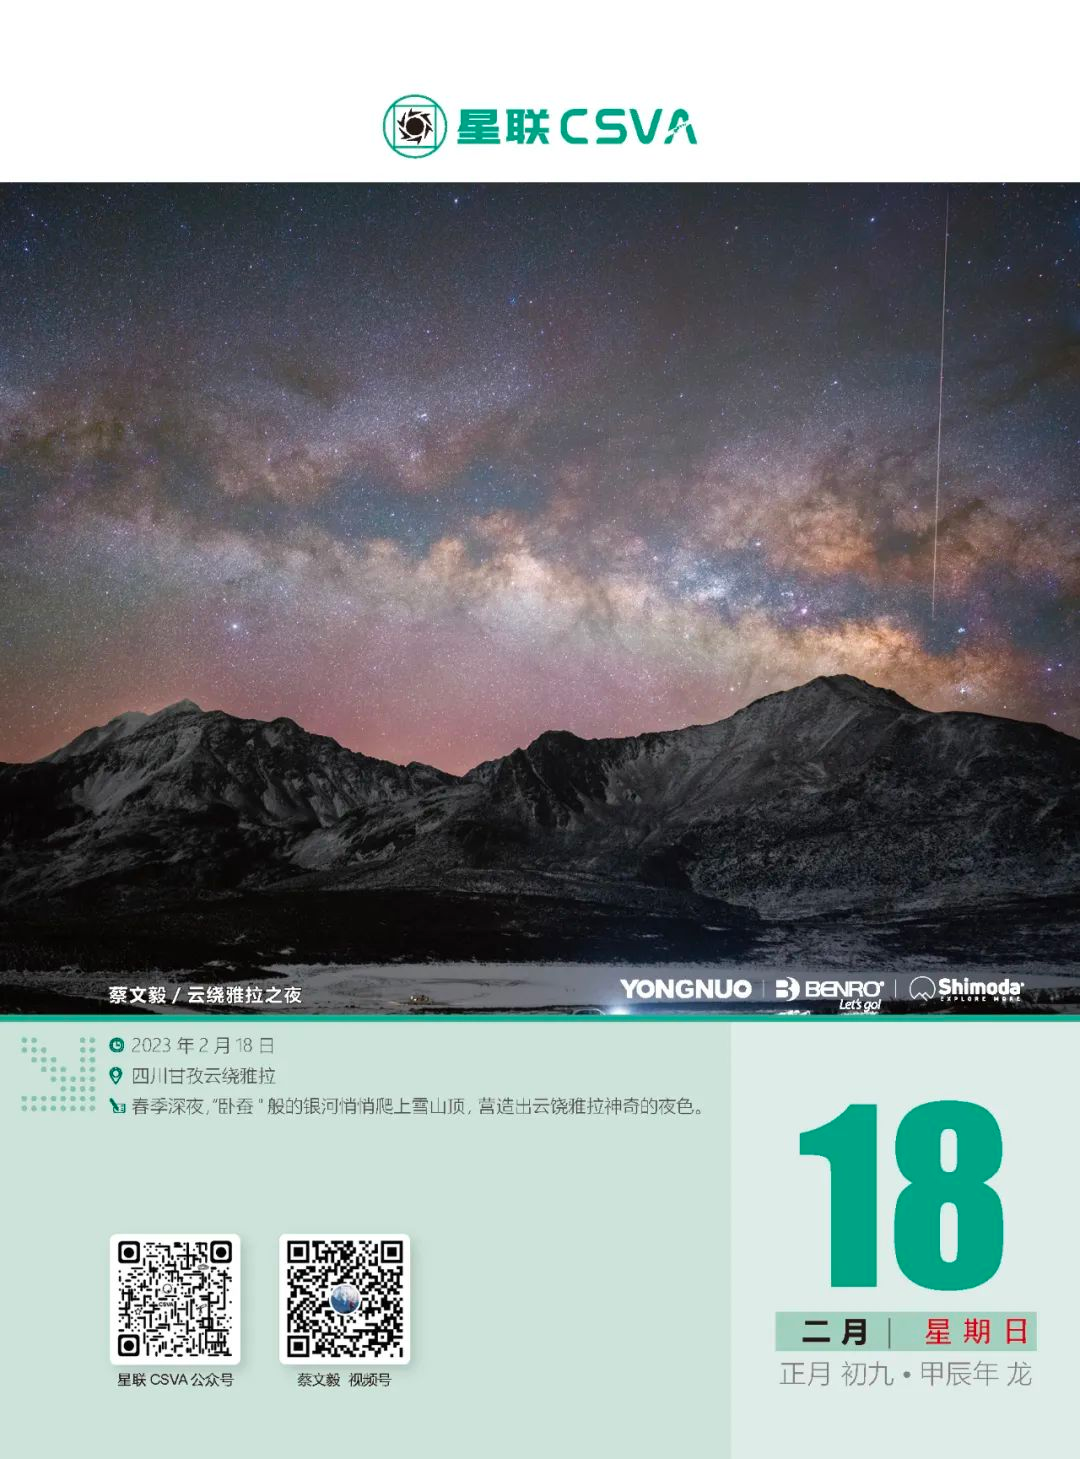 星联CSVA
蔡文毅 / 云绕雅拉之夜
YONGNUO | BENRO | Shimoda
Let's go!
EXPLORE MORE
2023 年 2 月 18 日
四川甘孜云绕雅拉
春季深夜，“卧蚕＂般的银河悄悄爬上雪山顶，营造出云饶雅拉神奇的夜色。
18
二月 | 星期日
正月 初九 • 甲辰年 龙
星联 CSVA 公众号
蔡文毅 视频号